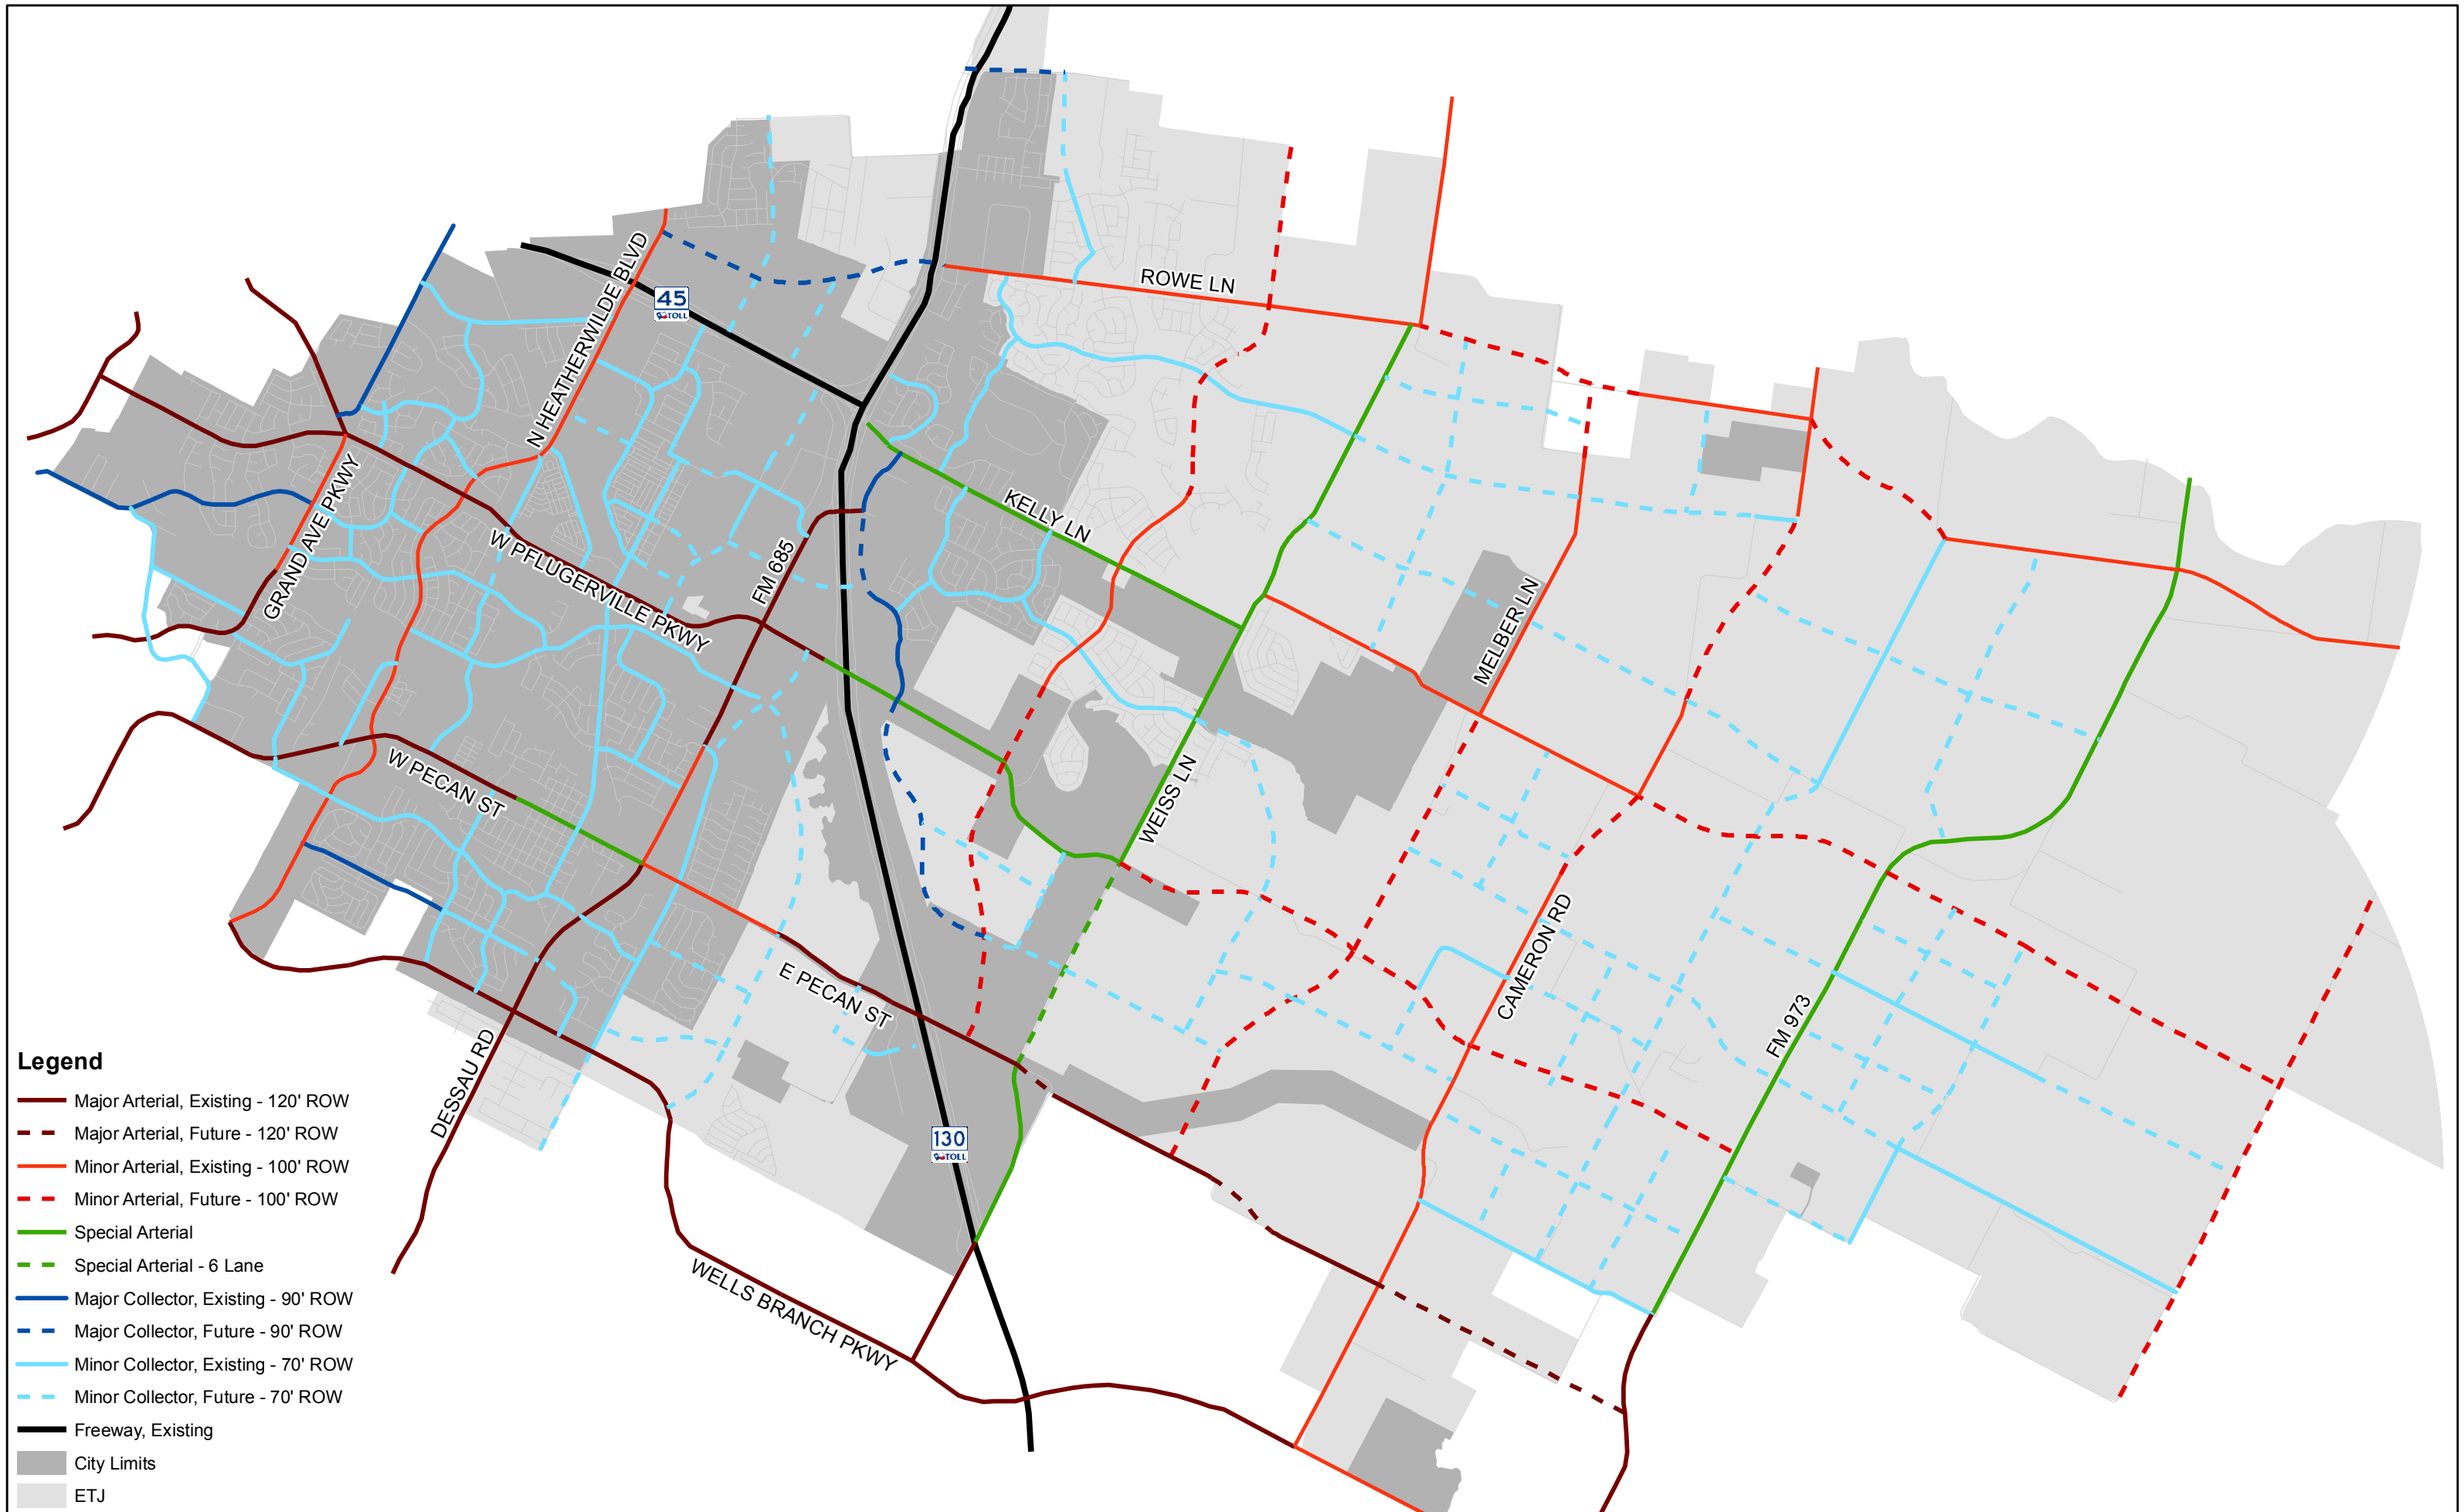 ROWE LN
N HEATHERWILDE BLVD
45
TOLL
KELLY LN
GRAND AVE PKWY
W PFLUGERVILLE PKWY
FM 685
MELBER LN
W PECAN ST
WEISS LN
CAMERON RD
E PECAN ST
FM 973
DESSAU RD
130
TOLL
WELLS BRANCH PKWY
Legend
Major Arterial, Existing - 120' ROW
Major Arterial, Future - 120' ROW
Minor Arterial, Existing - 100' ROW
Minor Arterial, Future - 100' ROW
Special Arterial
Special Arterial - 6 Lane
Major Collector, Existing - 90' ROW
Major Collector, Future - 90' ROW
Minor Collector, Existing - 70' ROW
Minor Collector, Future - 70' ROW
Freeway, Existing
City Limits
ETJ